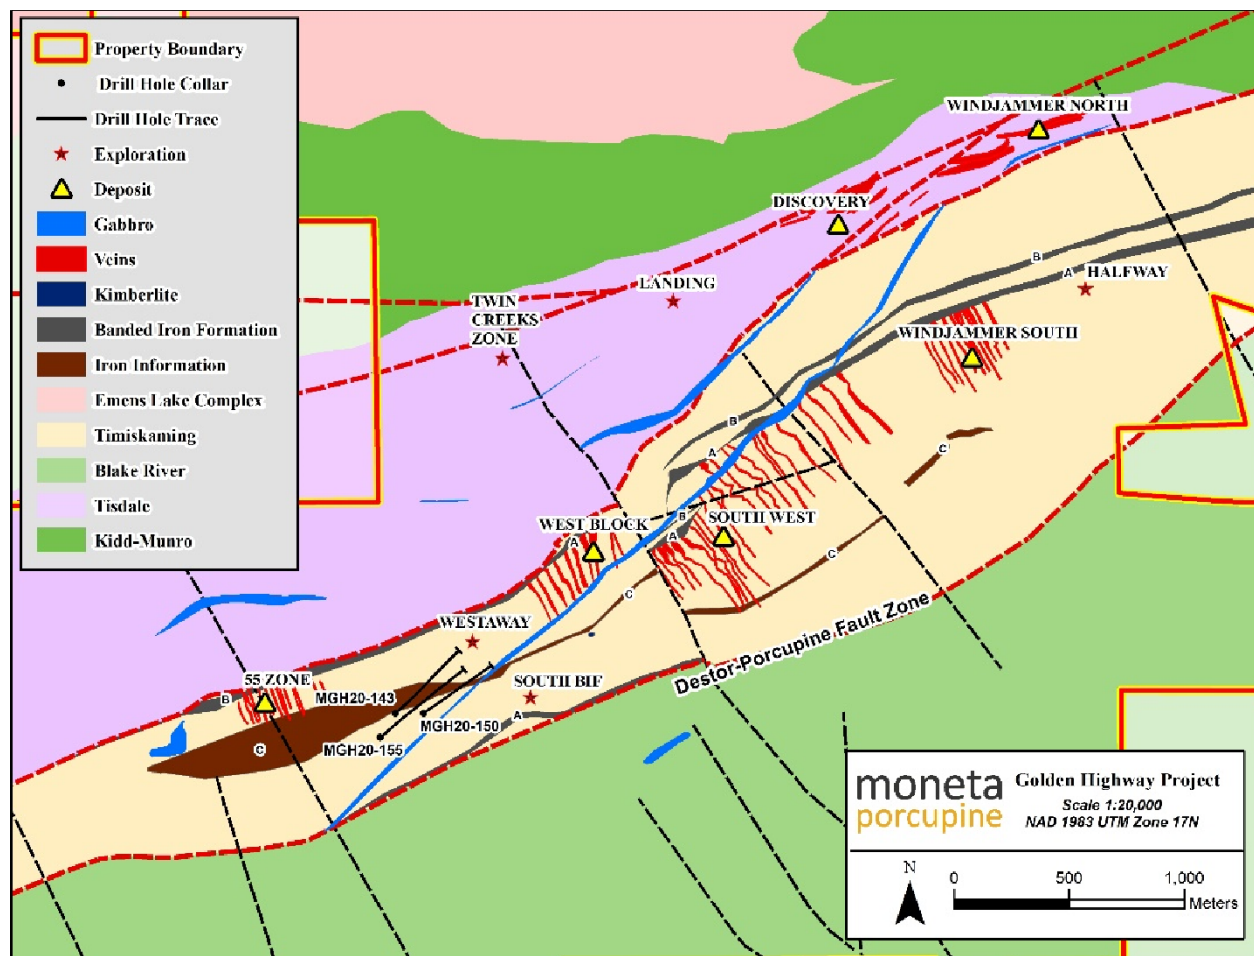 Property Boundary
Drill Hole Collar
Drill Hole Trace
Exploration
Deposit
Gabbro
Veins
Kimberlite
Banded Iron Formation
Iron Information
Emens Lake Complex
Timiskaming
Blake River
Tisdale
Kidd-Munro
WINDJAMMER NORTH
DISCOVERY
B
HALFWAY
A
LANDING
TWIN
CREEKS
ZONE
WINDJAMMER SOUTH
B
A
C
WEST BLOCK
B
SOUTH WEST
A
A
C
C
WESTAWAY
Destor-Porcupine Fault Zone
55 ZONE
B
MGH20-143
SOUTH BIF
A
MGH20-150
C
MGH20-155
moneta
porcupine
Golden Highway Project
Scale 1:20,000
NAD 1983 UTM Zone 17N
N
0
500
1,000
Meters